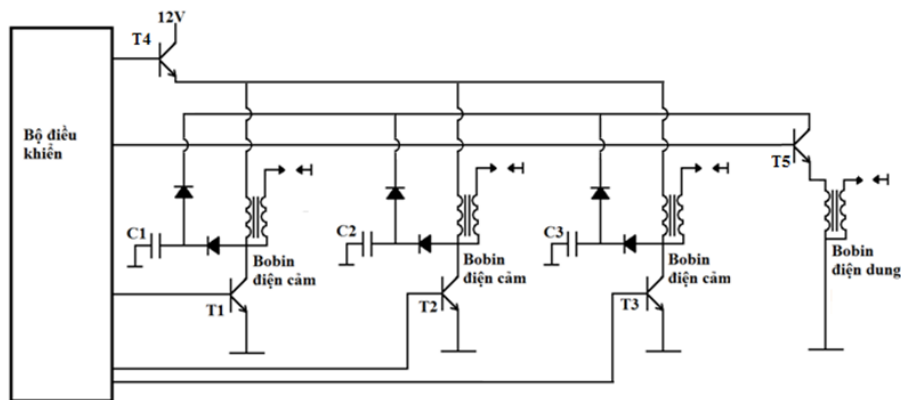 12V
T4
Bộ điều
khiển
T5
C1
C2
C3
Bobin
điện cảm
Bobin
điện cảm
Bobin
điện cảm
Bobin
điện dung
T1
T2
T3